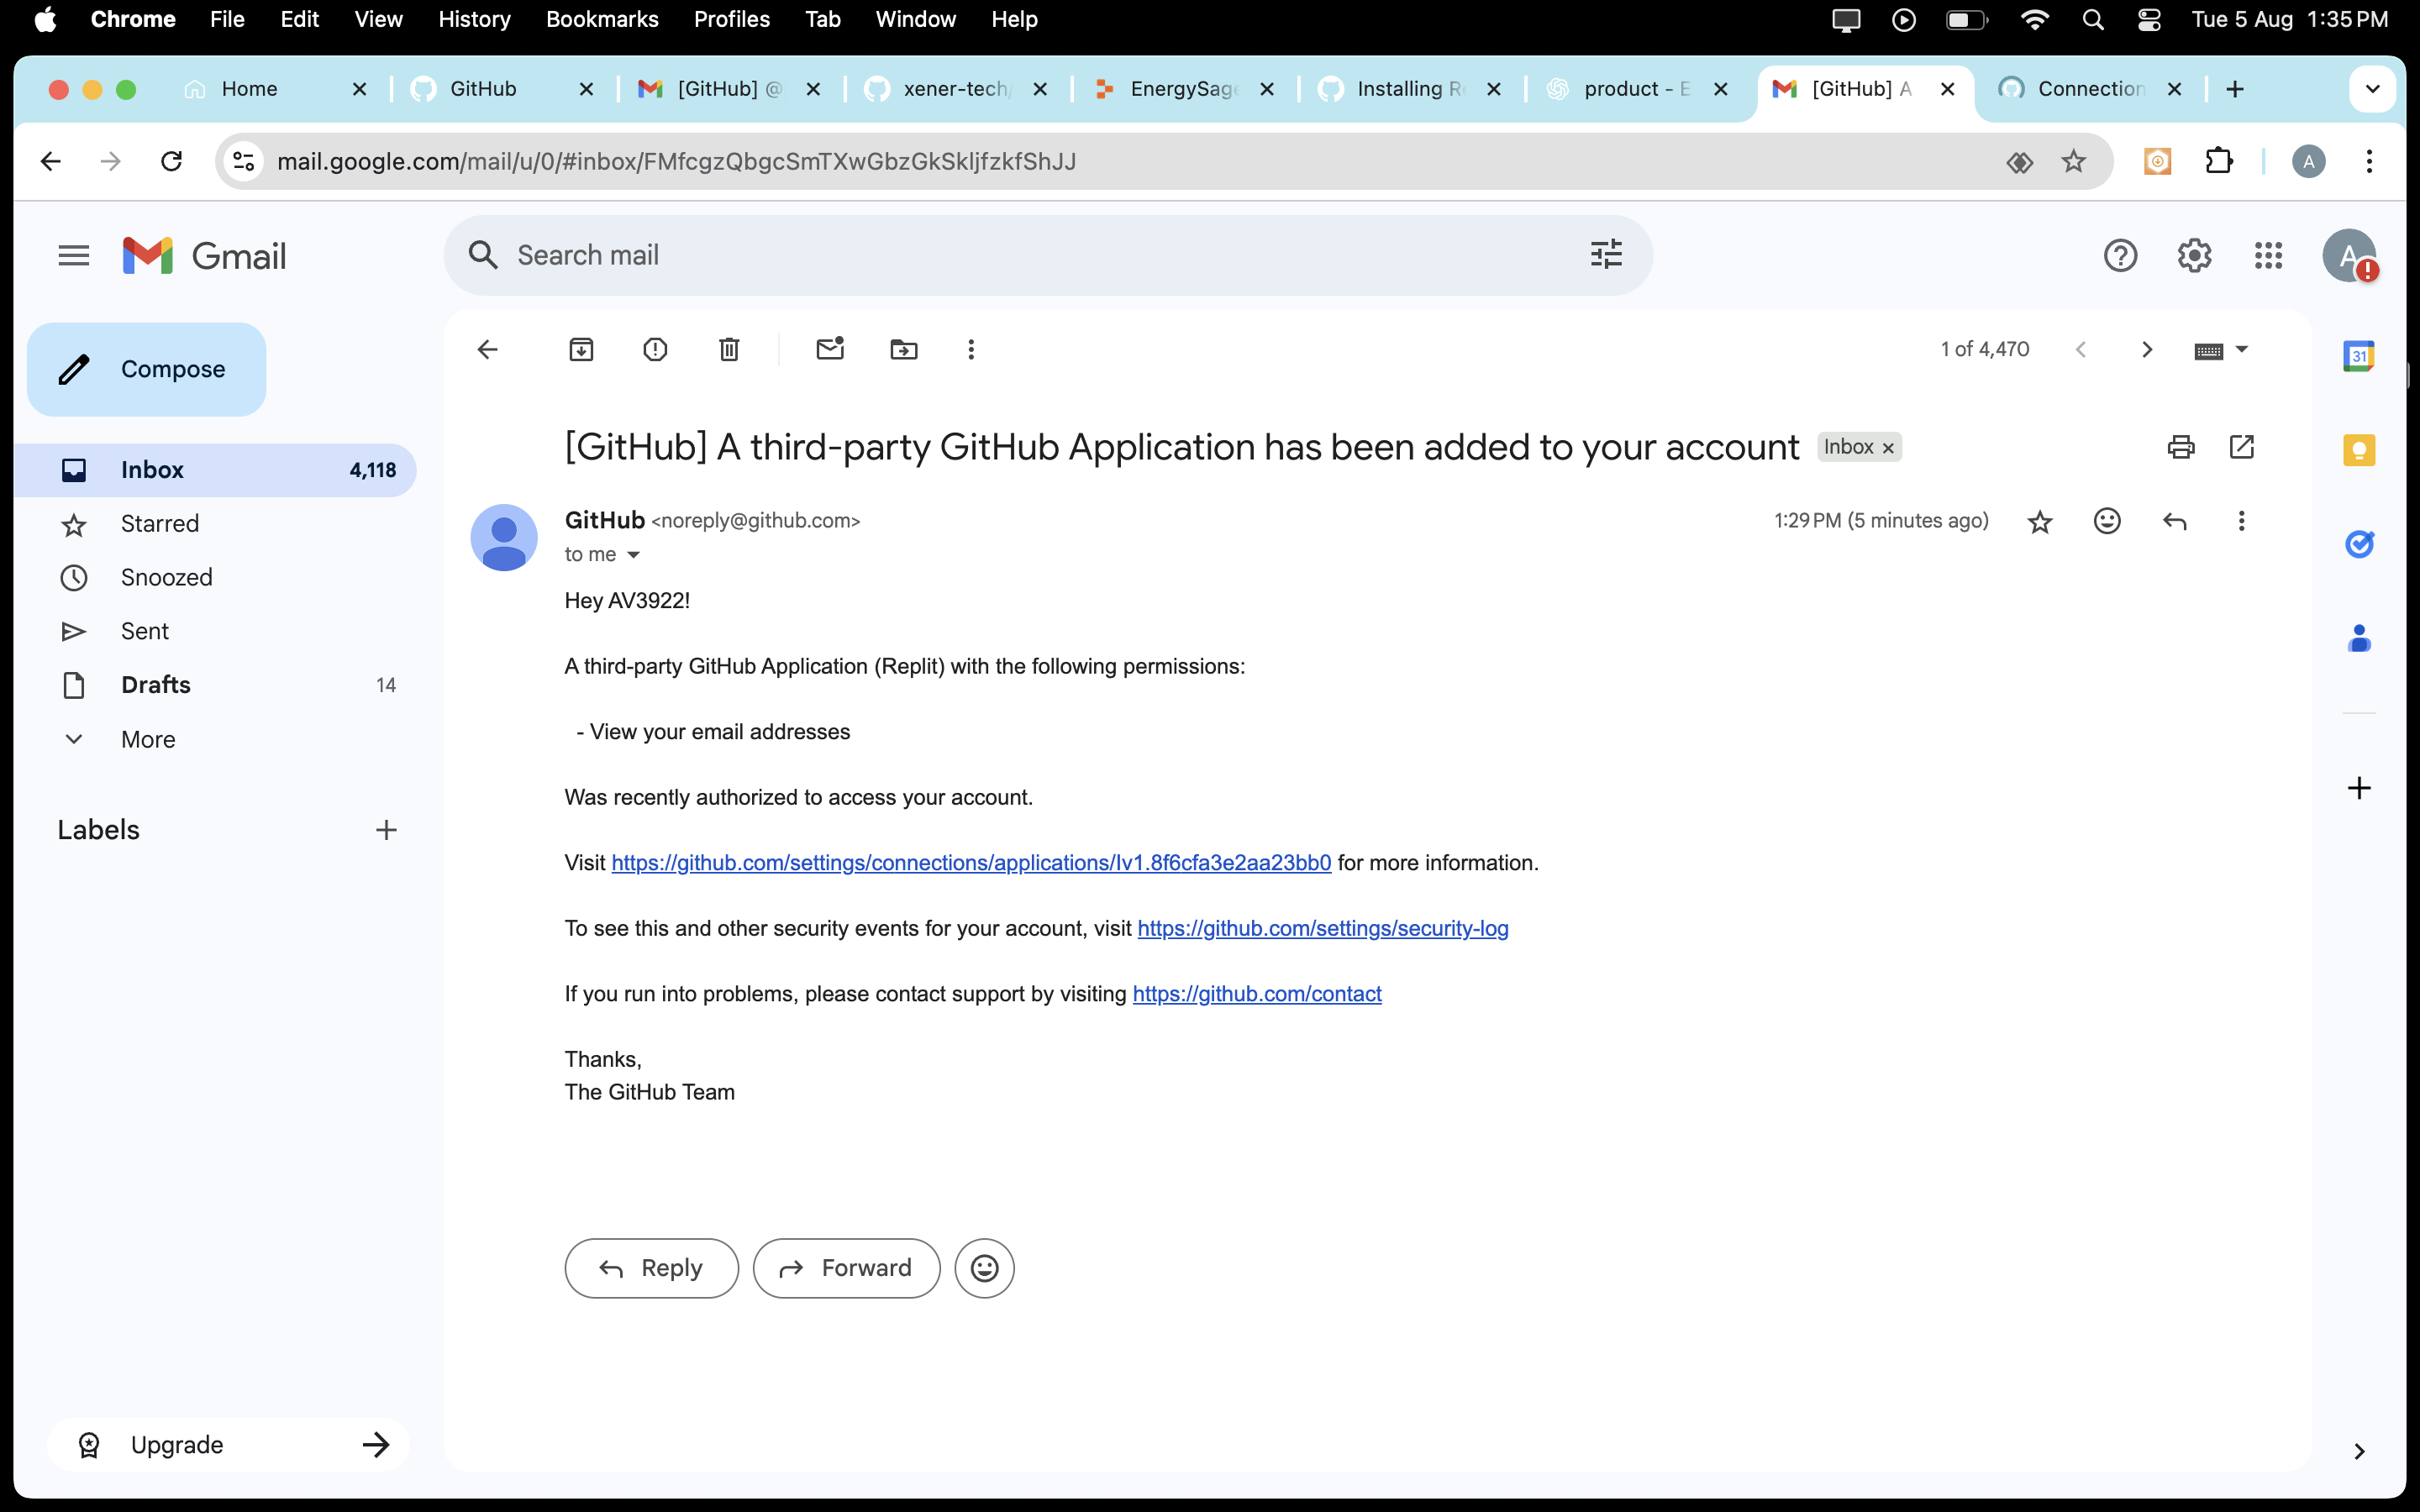 Chrome File Edit View History Bookmarks Profiles Tab Window Help Tue 5 Aug 1:35 PM
Home GitHub [GitHub] @ xener-tech/ EnergySag Installing R product - E [GitHub] A Connection
mail.google.com/mail/u/0/#inbox/FMfcgzQbgcSmTXwGbzGkSkljfzkfShJJ A
Gmail Search mail A
Compose
1 of 4,470
31
[GitHub] A third-party GitHub Application has been added to your account Inbox
Inbox 4,118
Starred
Snoozed
Sent
Drafts 14
More
Labels
GitHub <noreply@github.com> 1:29 PM (5 minutes ago)
to me
Hey AV3922!
A third-party GitHub Application (Replit) with the following permissions:
- View your email addresses
Was recently authorized to access your account.
Visit https://github.com/settings/connections/applications/Iv1.8f6cfa3e2aa23bb0 for more information.
To see this and other security events for your account, visit https://github.com/settings/security-log
If you run into problems, please contact support by visiting https://github.com/contact
Thanks,
The GitHub Team
Reply Forward
Upgrade